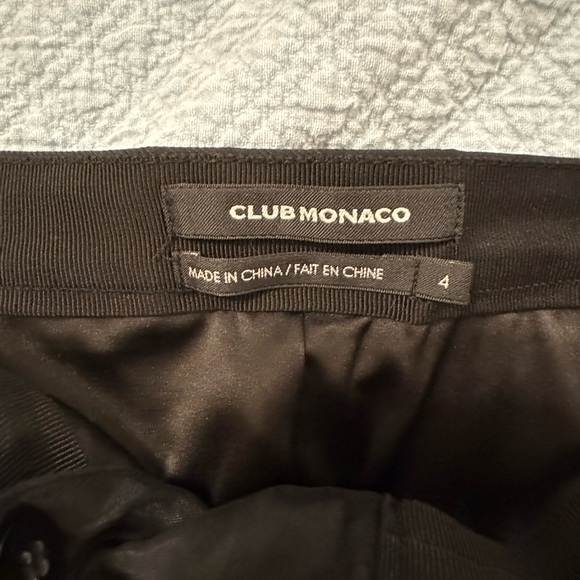 CLUB MONACO
MADE IN CHINA / FAIT EN CHINE
4